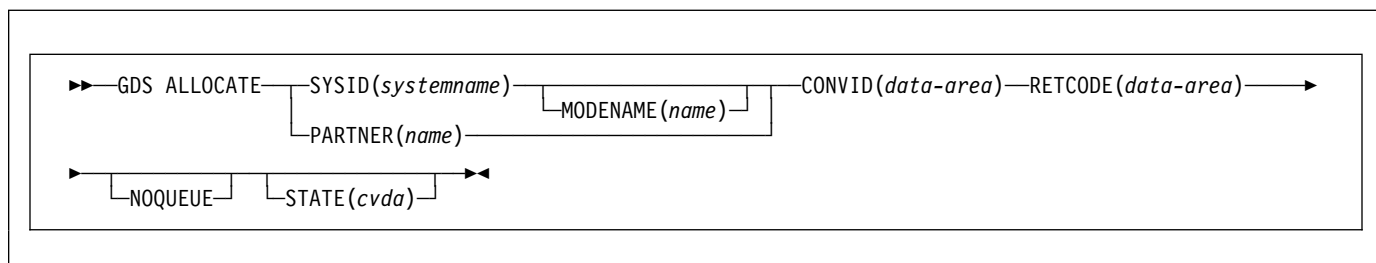 GDS ALLOCATE SYSID(systemname) CONVID(data-area) RETCODE(data-area)
MODENAME(name)
PARTNER(name)
NOQUEUE STATE(cvda)